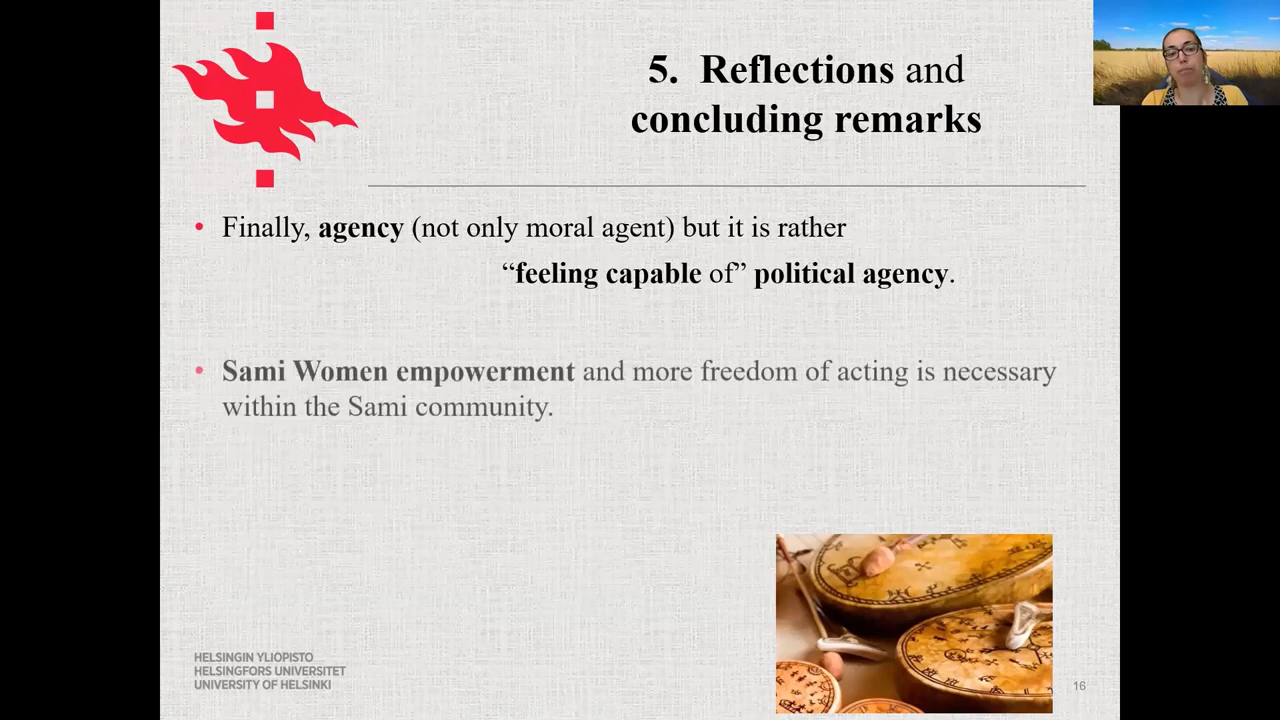 5. Reflections and
concluding remarks
• Finally, agency (not only moral agent) but it is rather
“feeling capable of” political agency.
• Sami Women empowerment and more freedom of acting is necessary
within the Sami community.
HELSINGIN YLIOPISTO
HELSINGFORS UNIVERSITET
UNIVERSITY OF HELSINKI
16